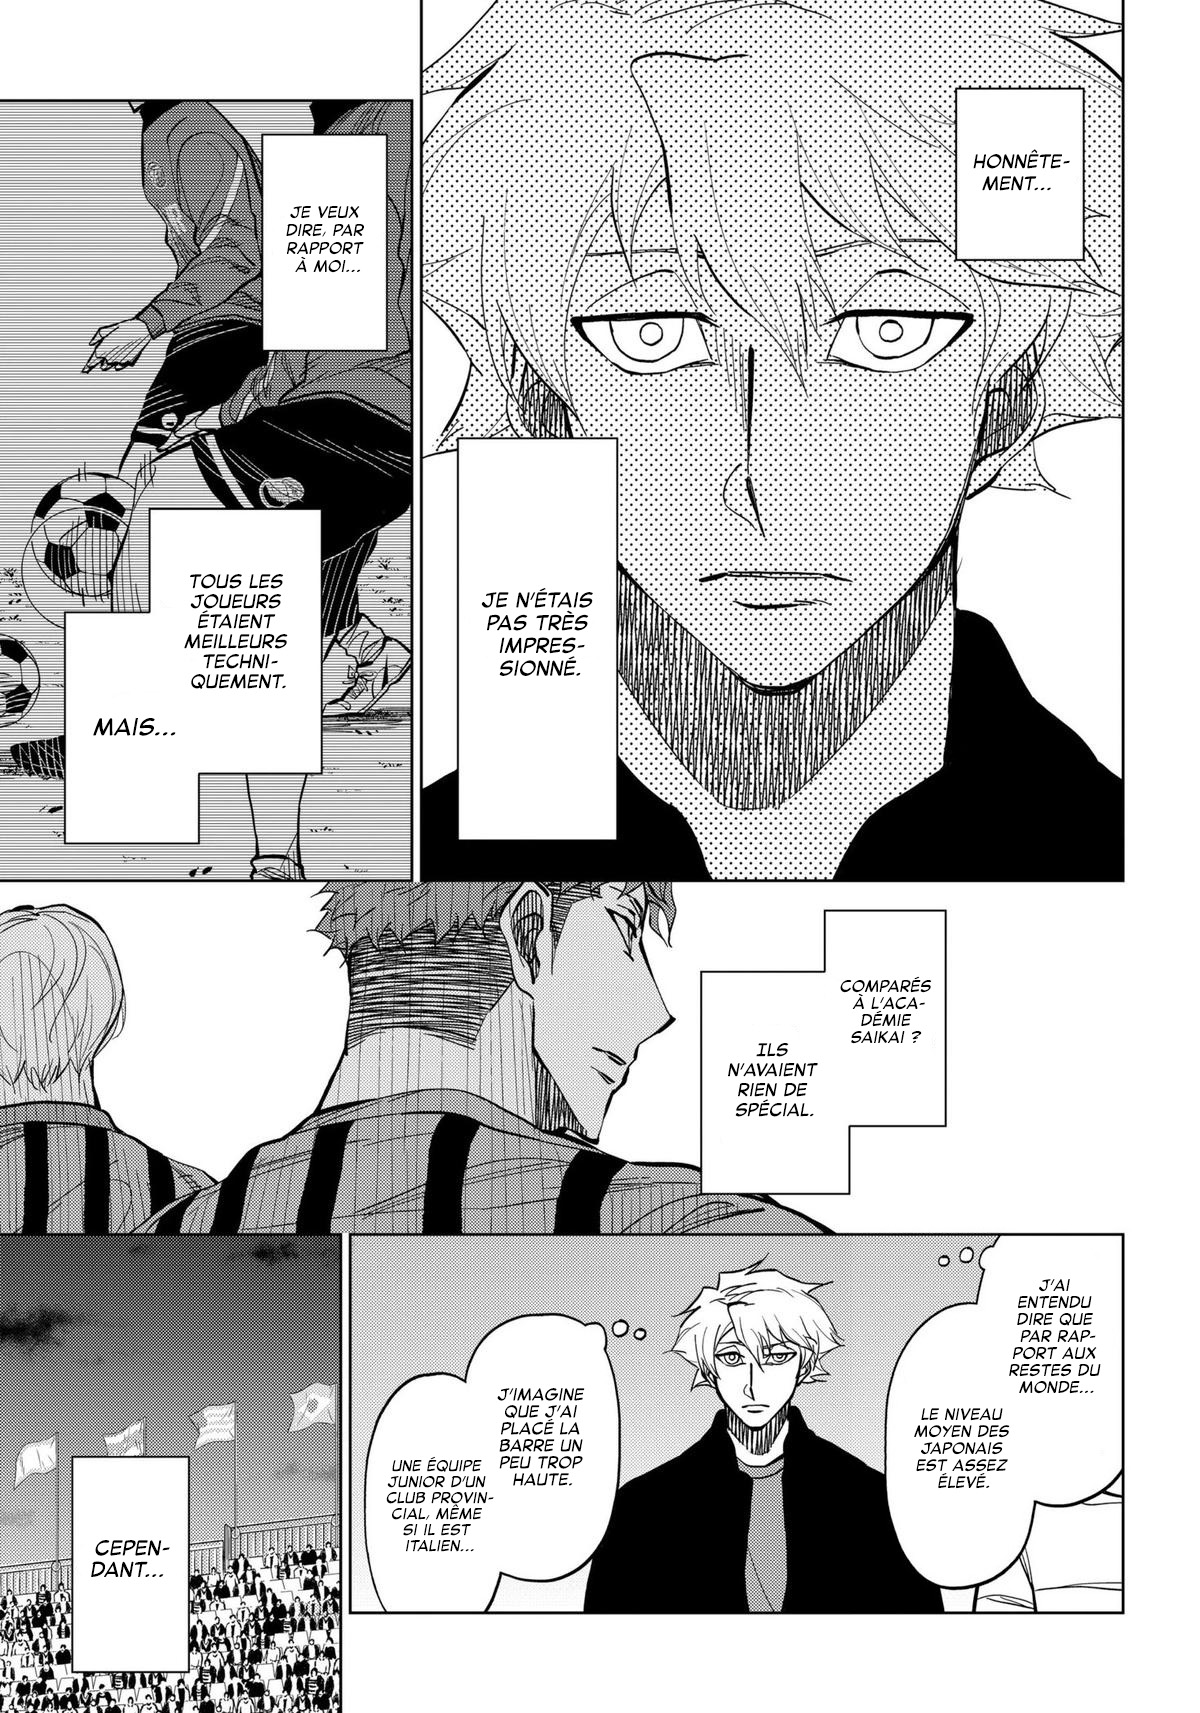 HONNÊTE-
MENT...
JE N'ÉTAIS
PAS TRÈS
IMPRES-
SIONNÉ.
JE VEUX
DIRE, PAR
RAPPORT
À MOI...
TOUS LES
JOUEURS
ÉTAIENT
MEILLEURS
TECHNI-
QUEMENT.
MAIS...
COMPARÉS
À L'ACA-
DÉMIE
SAIKAI ?
ILS
N'AVAIENT
RIEN DE
SPÉCIAL.
J'AI
ENTENDU
DIRE QUE
PAR RAP-
PORT AUX
RESTES DU
MONDE...
LE NIVEAU
MOYEN DES
JAPONAIS
EST ASSEZ
ÉLEVÉ.
J'IMAGINE
QUE J'AI
PLACÉ LA
BARRE UN
PEU TROP
HAUTE.
UNE ÉQUIPE
JUNIOR D'UN
CLUB PROVIN-
CIAL, MÊME
SI IL EST
ITALIEN...
CEPEN-
DANT...